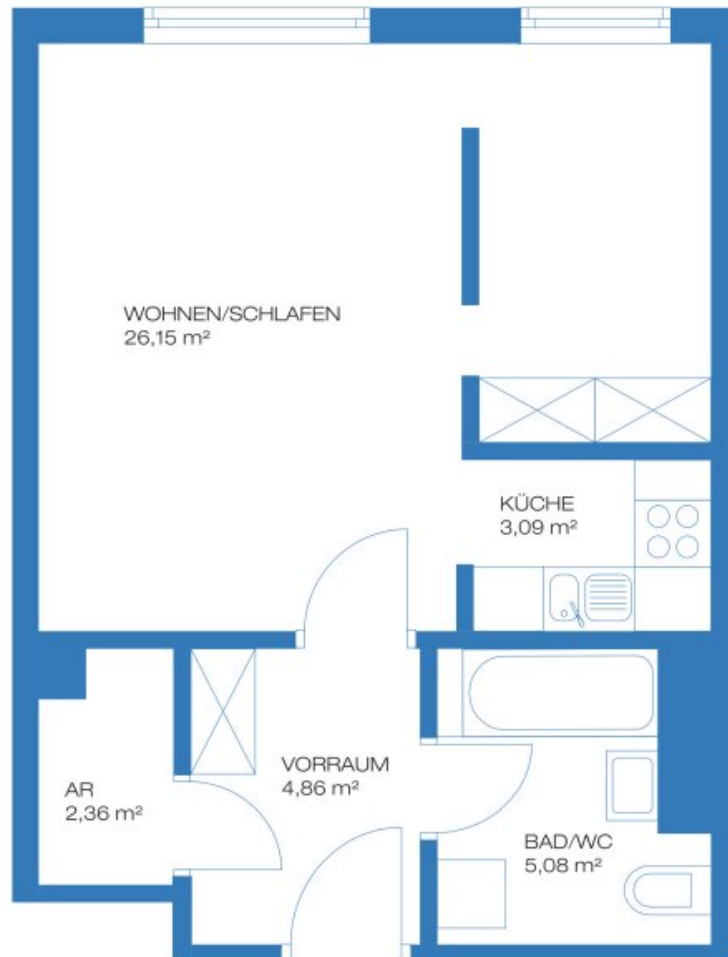 WOHNEN/SCHLAFEN
26,15 m²
KÜCHE
3,09 m²
VORRAUM
4,86 m²
AR
2,36 m²
BAD/WC
5,08 m²